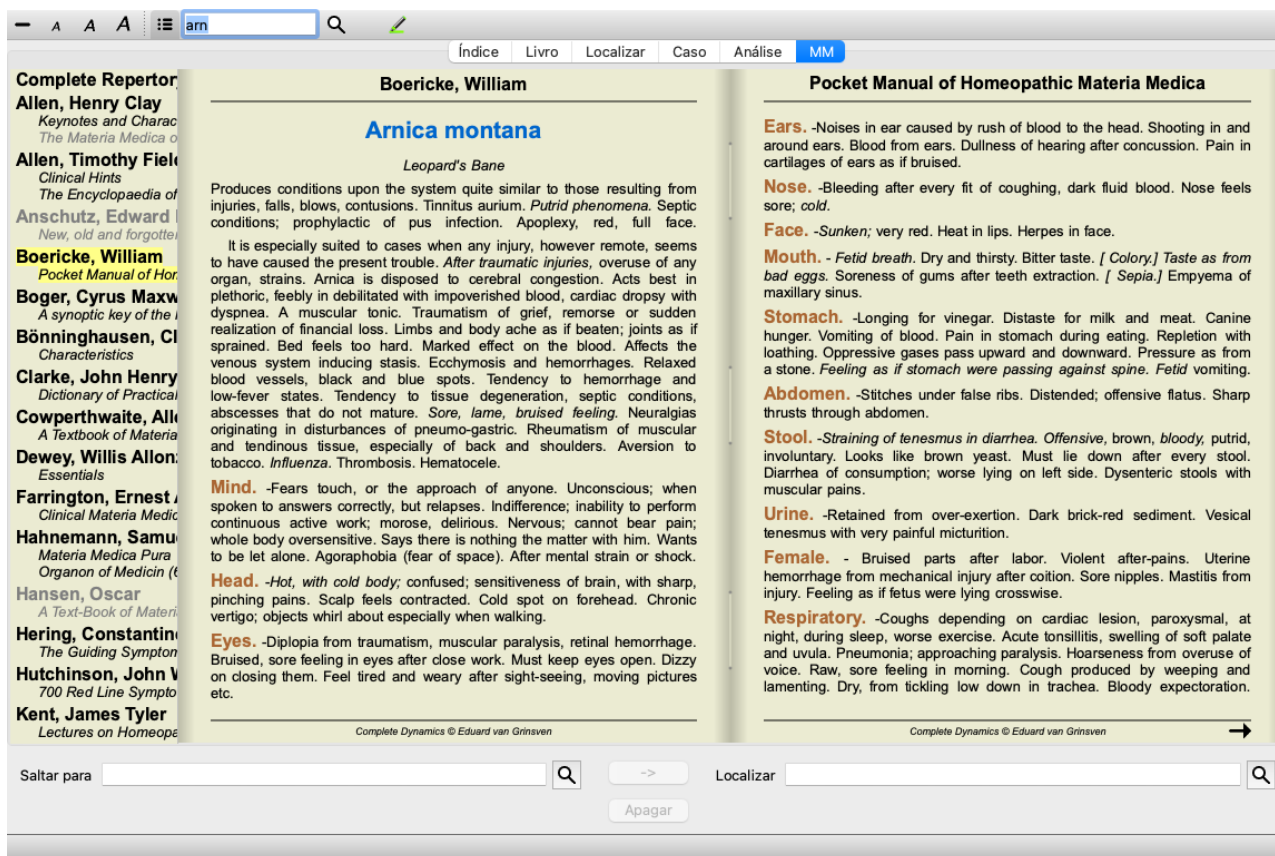 A A A arn
Índice Livro Localizar Caso Análise MM
Complete Repertor
Allen, Henry Clay
Keynotes and Charac
The Materia Medica o
Allen, Timothy Fiel
Clinical Hints
The Encyclopaedia of
Anschutz, Edward
New, old and forgotte
Boericke, William
Pocket Manual of Hor
Boger, Cyrus Maxw
A synoptic key of the
Bönninghausen, Cl
Characteristics
Clarke, John Henry
Dictionary of Practical
Cowperthwaite, Alle
A Textbook of Materia
Dewey, Willis Allon
Essentials
Farrington, Ernest
Clinical Materia Medic
Hahnemann, Samu
Materia Medica Pura
Organon of Medicin (6
Hansen, Oscar
A Text-Book of Materi
Hering, Constantin
The Guiding Symptom
Hutchinson, John
700 Red Line Sympto
Kent, James Tyler
Lectures on Homeopa
Boericke, William
Arnica montana
Leopard's Bane
Produces conditions upon the system quite similar to those resulting from
injuries, falls, blows, contusions. Tinnitus aurium. Putrid phenomena. Septic
conditions; prophylactic of pus infection. Apoplexy, red, full face.
It is especially suited to cases when any injury, however remote, seems
to have caused the present trouble. After traumatic injuries, overuse of any
organ, strains. Arnica is disposed to cerebral congestion. Acts best in
plethoric, feebly in debilitated with impoverished blood, cardiac dropsy with
dyspnea. A muscular tonic. Traumatism of grief, remorse or sudden
realization of financial loss. Limbs and body ache as if beaten; joints as if
sprained. Bed feels too hard. Marked effect on the blood. Affects the
venous system inducing stasis. Ecchymosis and hemorrhages. Relaxed
blood vessels, black and blue spots. Tendency to hemorrhage and
low-fever states. Tendency to tissue degeneration, septic conditions,
abscesses that do not mature. Sore, lame, bruised feeling. Neuralgias
originating in disturbances of pneumo-gastric. Rheumatism of muscular
and tendinous tissue, especially of back and shoulders. Aversion to
tobacco. Influenza. Thrombosis. Hematocele.
Mind. -Fears touch, or the approach of anyone. Unconscious; when
spoken to answers correctly, but relapses. Indifference; inability to perform
continuous active work; morose, delirious. Nervous; cannot bear pain;
whole body oversensitive. Says there is nothing the matter with him. Wants
to be let alone. Agoraphobia (fear of space). After mental strain or shock.
Head. -Hot, with cold body; confused; sensitiveness of brain, with sharp,
pinching pains. Scalp feels contracted. Cold spot on forehead. Chronic
vertigo; objects whirl about especially when walking.
Eyes. -Diplopia from traumatism, muscular paralysis, retinal hemorrhage.
Bruised, sore feeling in eyes after close work. Must keep eyes open. Dizzy
on closing them. Feel tired and weary after sight-seeing, moving pictures
etc.
Complete Dynamics © Eduard van Grinsven
Pocket Manual of Homeopathic Materia Medica
Ears. -Noises in ear caused by rush of blood to the head. Shooting in and
around ears. Blood from ears. Dullness of hearing after concussion. Pain in
cartilages of ears as if bruised.
Nose. -Bleeding after every fit of coughing, dark fluid blood. Nose feels
sore; cold.
Face. -Sunken; very red. Heat in lips. Herpes in face.
Mouth. - Fetid breath. Dry and thirsty. Bitter taste. [ Colory.] Taste as from
bad eggs. Soreness of gums after teeth extraction. [ Sepia.] Empyema of
maxillary sinus.
Stomach. -Longing for vinegar. Distaste for milk and meat. Canine
hunger. Vomiting of blood. Pain in stomach during eating. Repletion with
loathing. Oppressive gases pass upward and downward. Pressure as from
a stone. Feeling as if stomach were passing against spine. Fetid vomiting.
Abdomen. -Stitches under false ribs. Distended; offensive flatus. Sharp
thrusts through abdomen.
Stool. -Straining of tenesmus in diarrhea. Offensive, brown, bloody, putrid,
involuntary. Looks like brown yeast. Must lie down after every stool.
Diarrhea of consumption; worse lying on left side. Dysenteric stools with
muscular pains.
Urine. -Retained from over-exertion. Dark brick-red sediment. Vesical
tenesmus with very painful micturition.
Female. - Bruised parts after labor. Violent after-pains. Uterine
hemorrhage from mechanical injury after coition. Sore nipples. Mastitis from
injury. Feeling as if fetus were lying crosswise.
Respiratory. -Coughs depending on cardiac lesion, paroxysmal, at
night, during sleep, worse exercise. Acute tonsillitis, swelling of soft palate
and uvula. Pneumonia; approaching paralysis. Hoarseness from overuse of
voice. Raw, sore feeling in morning. Cough produced by weeping and
lamenting. Dry, from tickling low down in trachea. Bloody expectoration.
Complete Dynamics © Eduard van Grinsven
Saltar para
->
Localizar
Apagar